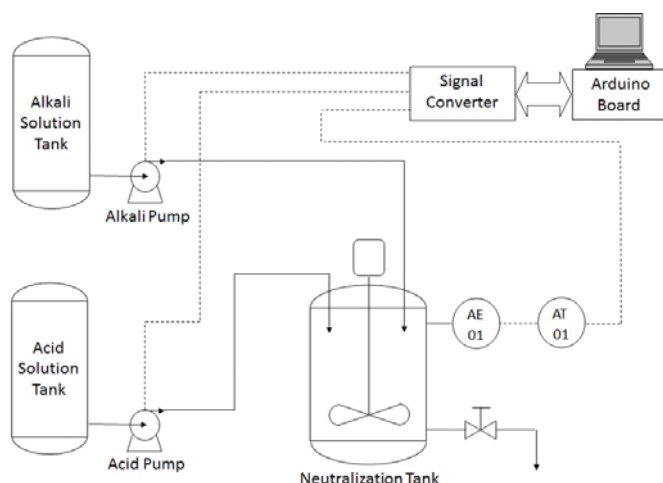 Alkali
Solution
Tank
Alkali Pump
Signal
Converter
Arduino
Board
Acid
Solution
Tank
Acid Pump
AE
01
AT
01
Neutralization Tank